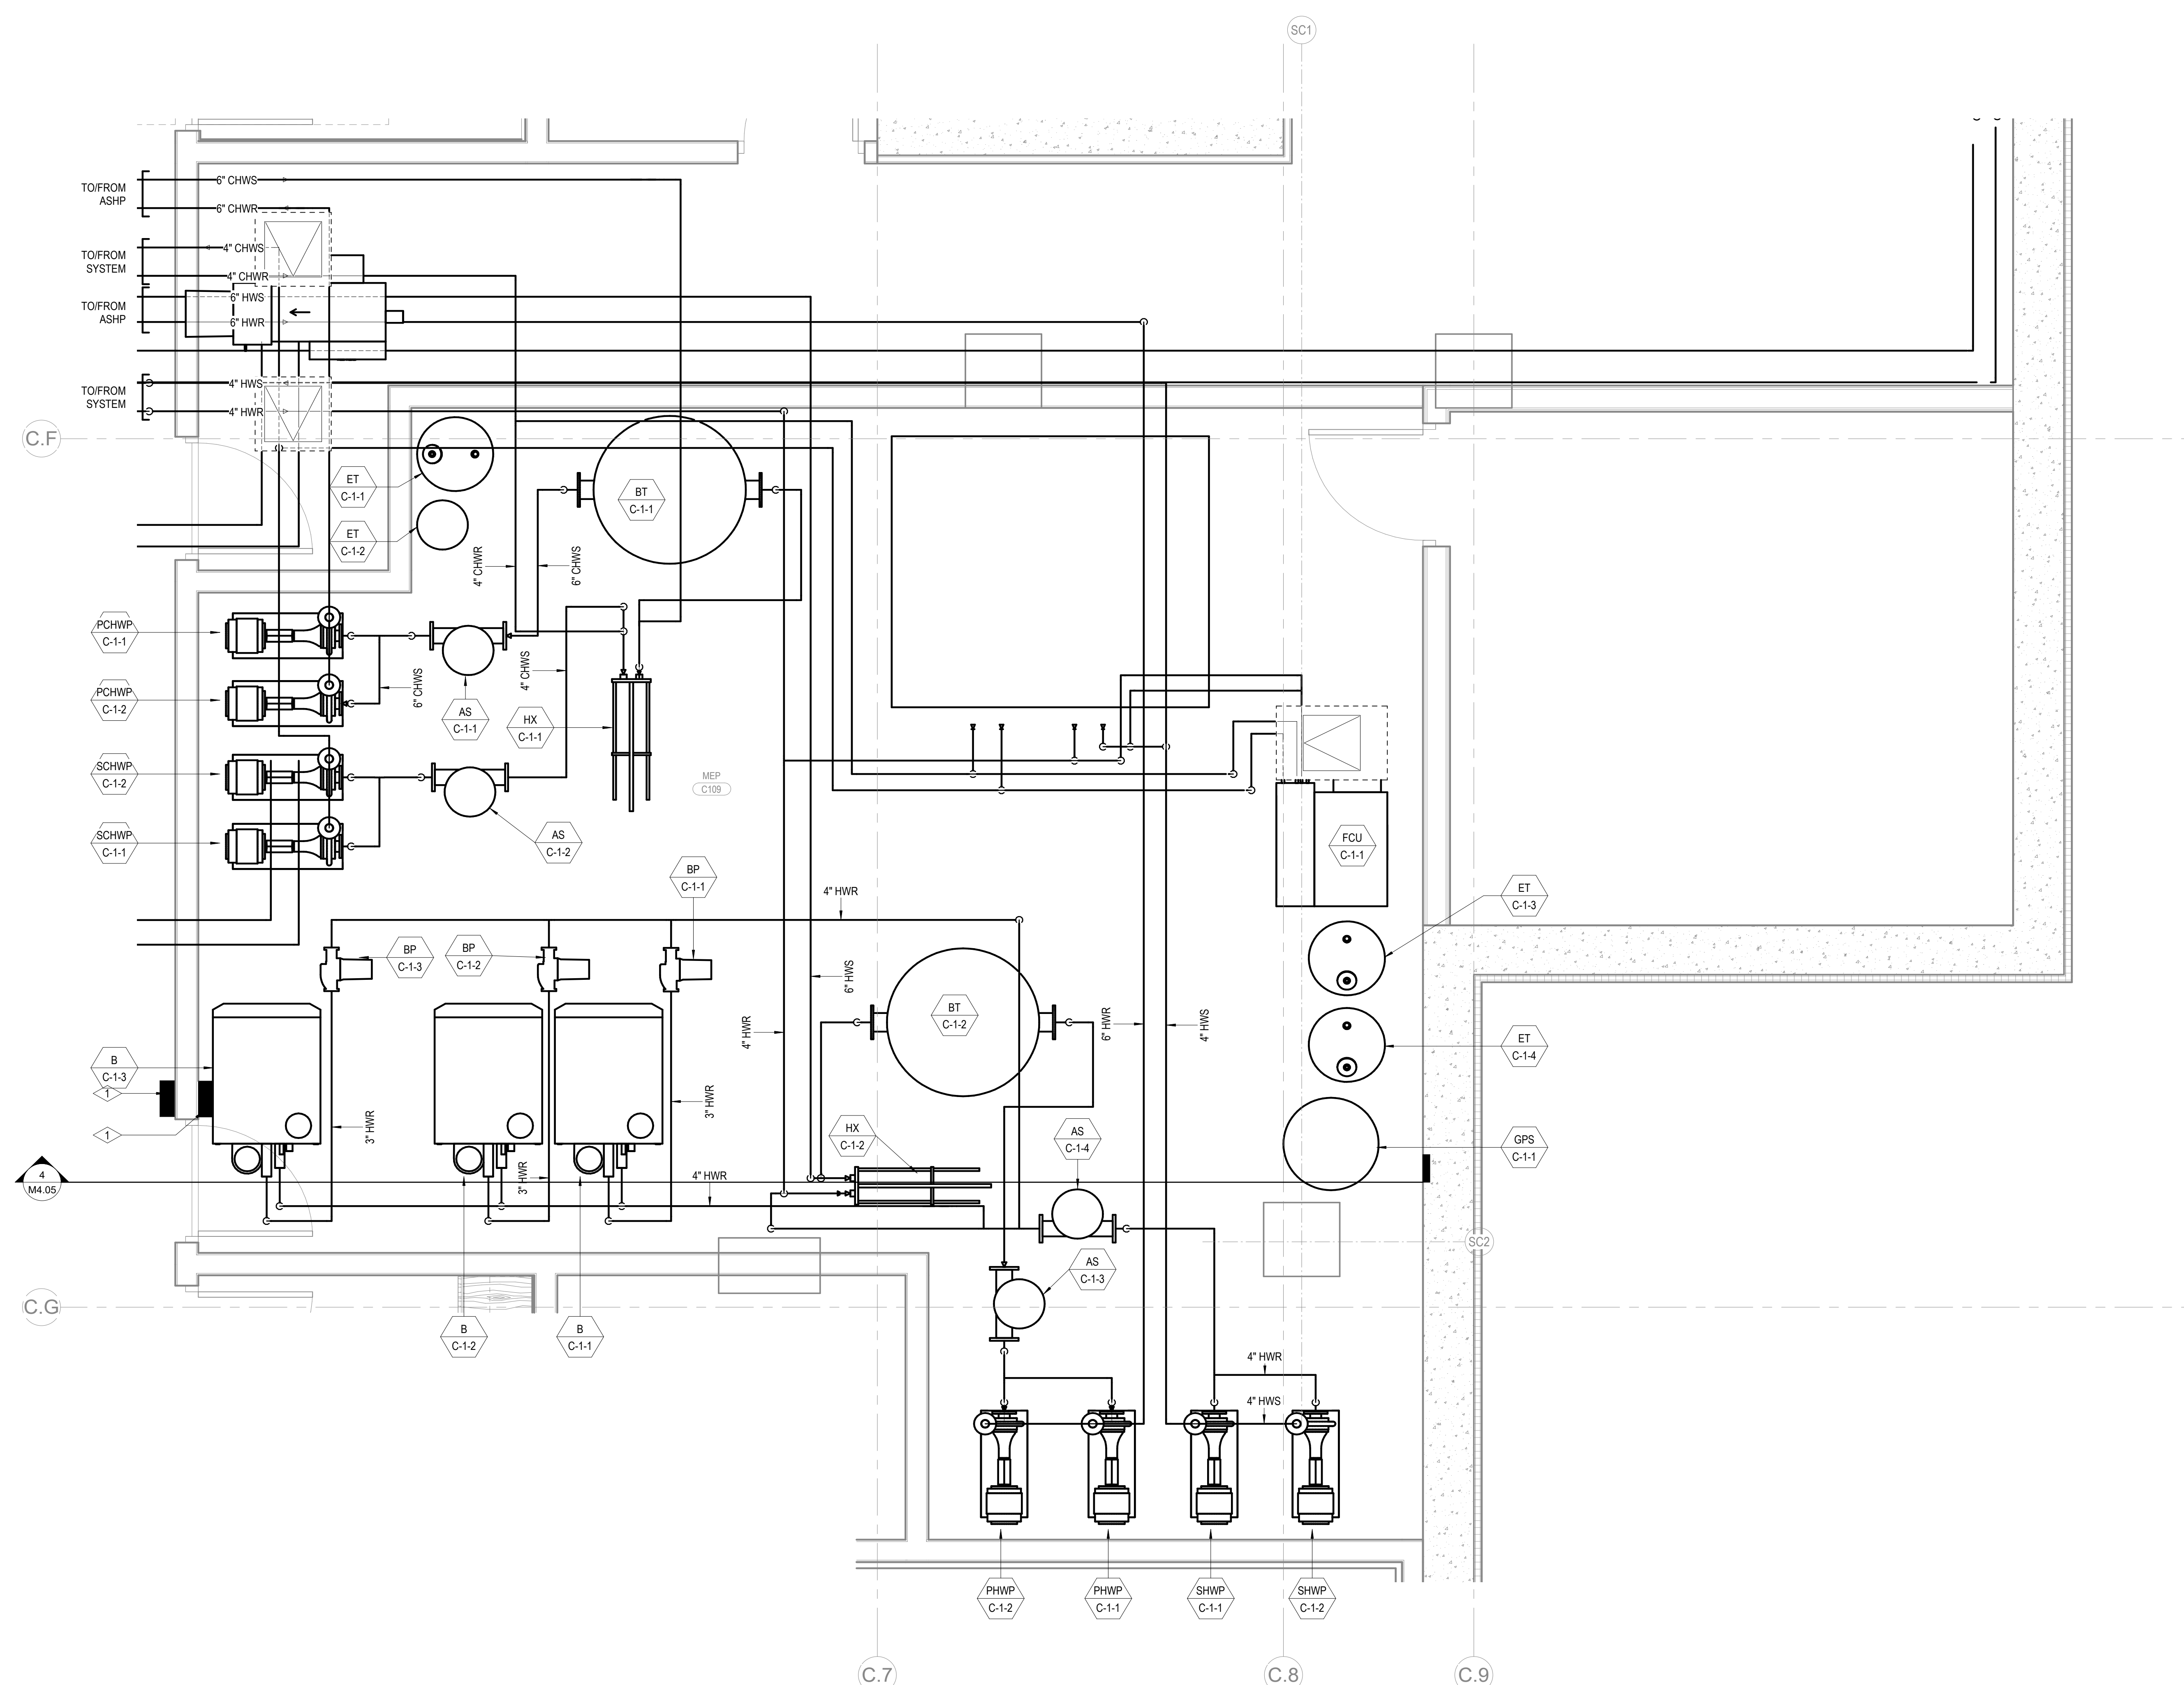 SC1
TO/FROM
ASHP
6" CHWS
6" CHWR
TO/FROM
SYSTEM
4" CHWS
4" CHWR
TO/FROM
ASHP
6" HWS
6" HWR
TO/FROM
SYSTEM
4" HWS
4" HWR
C.F
ET
C-1-1
ET
C-1-2
BT
C-1-1
4" CHWR
6" CHWS
PCHWP
C-1-1
PCHWP
C-1-2
6" CHWS
4" CHWS
AS
C-1-1
HX
C-1-1
SCHWP
C-1-2
SCHWP
C-1-1
AS
C-1-2
MEP
C109
FCU
C-1-1
BP
C-1-1
4" HWR
ET
C-1-3
BP
C-1-3
BP
C-1-2
6" HWS
4" HWR
BT
C-1-2
6" HWR
4" HWS
ET
C-1-4
B
C-1-3
1
1
3" HWR
3" HWR
3" HWR
HX
C-1-2
AS
C-1-4
GPS
C-1-1
4
M4.05
4" HWR
SC2
AS
C-1-3
C.G
B
C-1-2
B
C-1-1
4" HWR
4" HWS
PHWP
C-1-2
PHWP
C-1-1
SHWP
C-1-1
SHWP
C-1-2
C.7
C.8
C.9